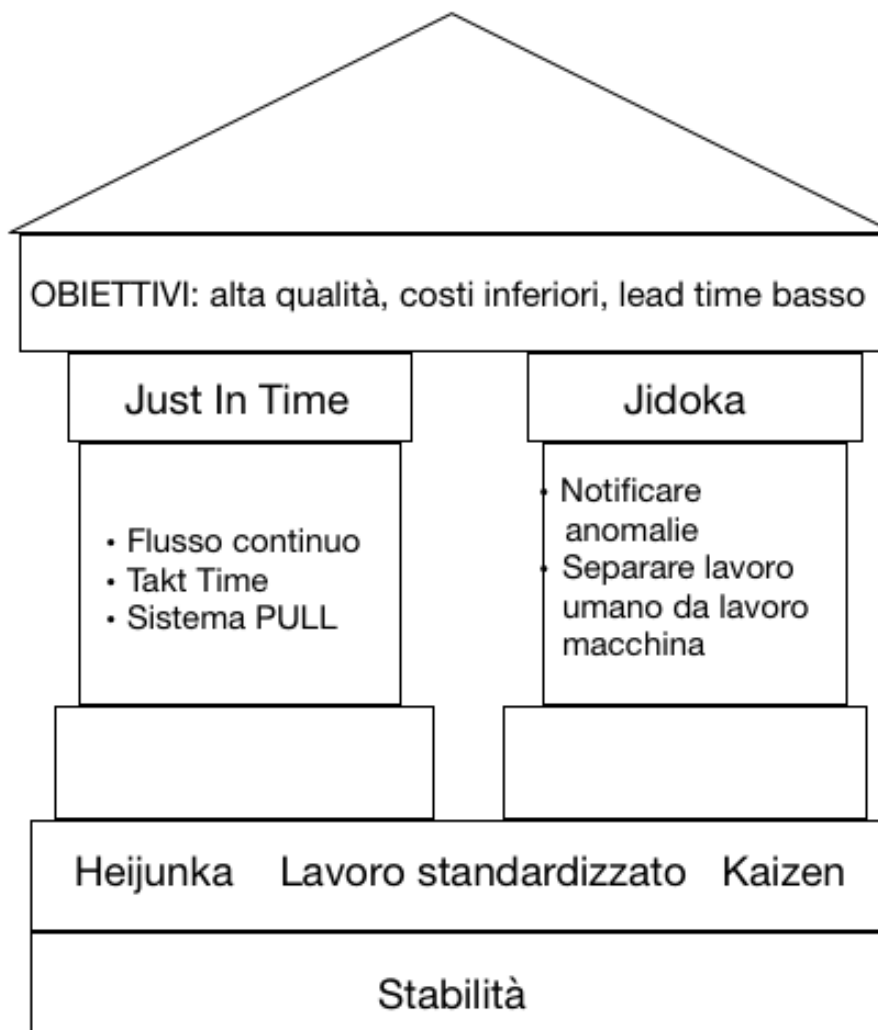 OBIETTIVI: alta qualità, costi inferiori, lead time basso
Just In Time
• Flusso continuo
• Takt Time
• Sistema PULL
Jidoka
• Notificare
anomalie
• Separare lavoro
umano da lavoro
macchina
Heijunka Lavoro standardizzato Kaizen
Stabilità